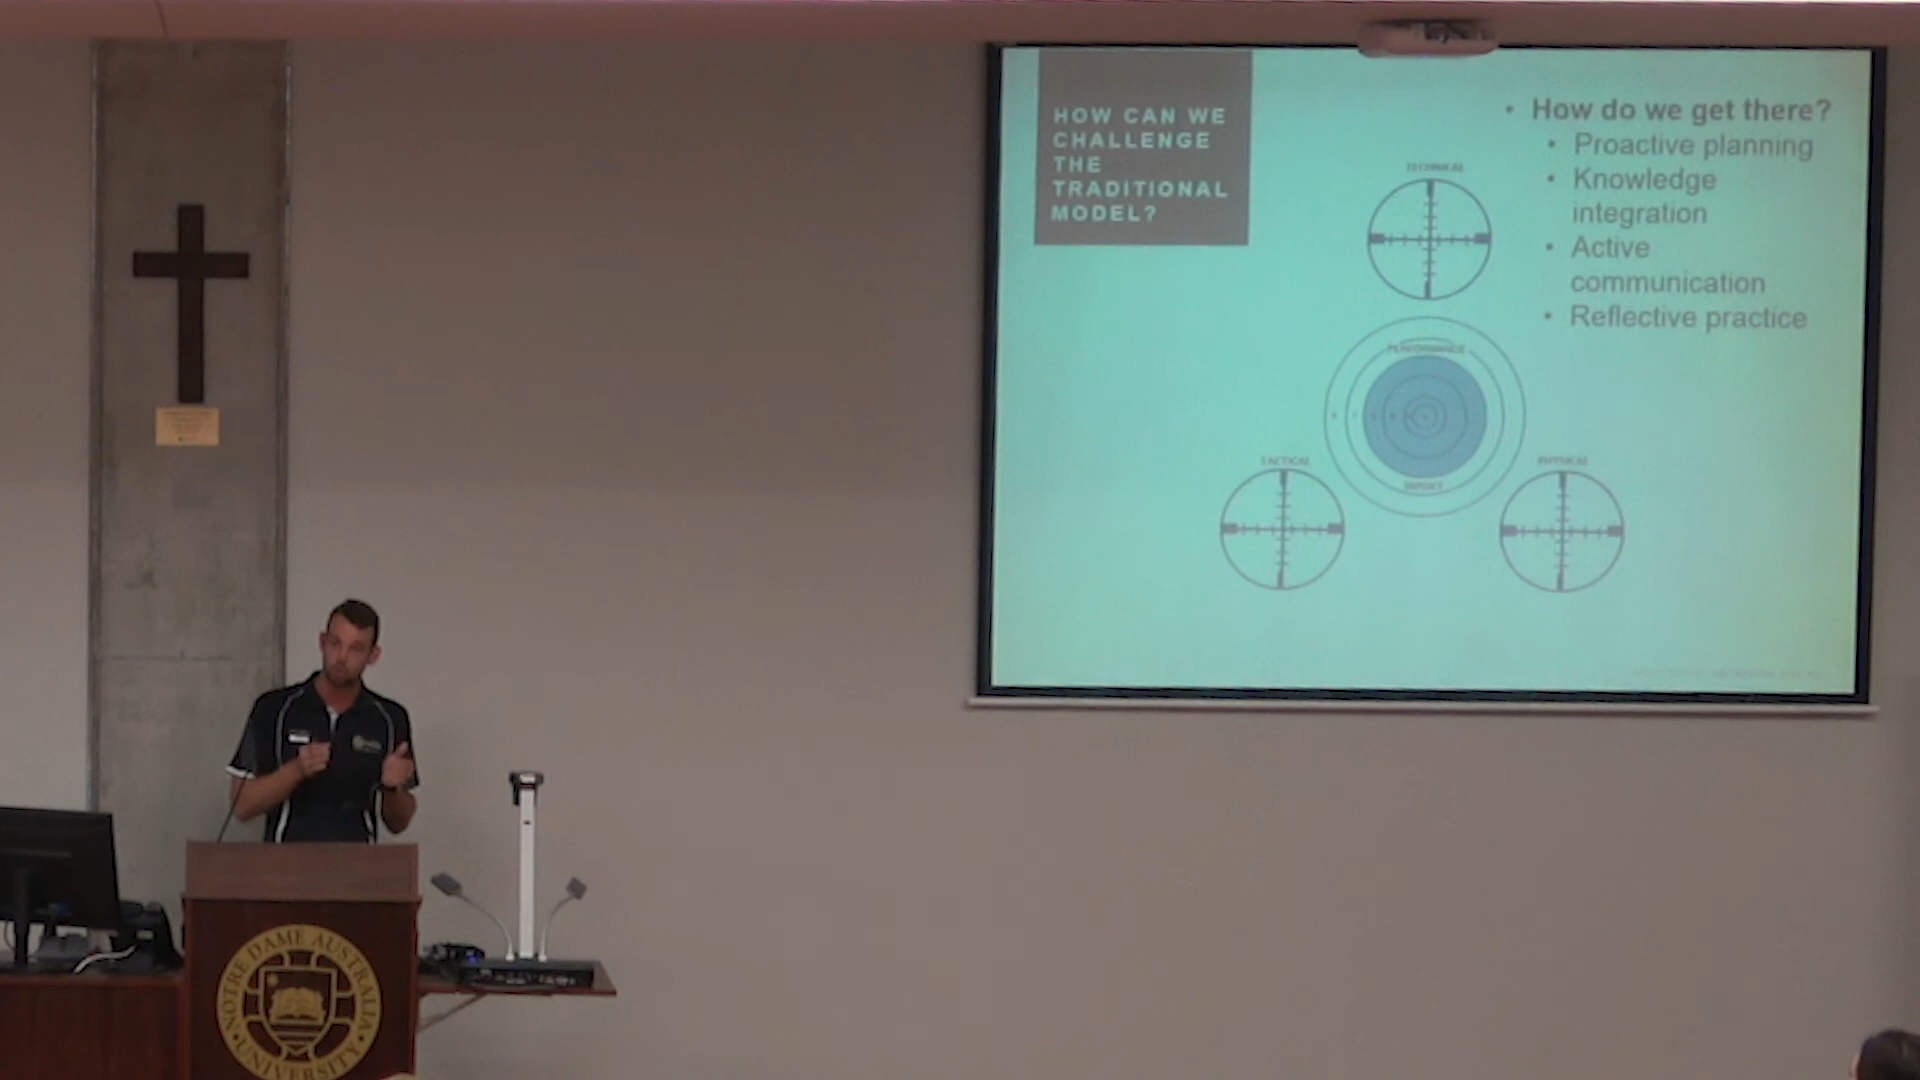 HOW CAN WE
CHALLENGE
THE
TRADITIONAL
MODEL?
• How do we get there?
• Proactive planning
• Knowledge
integration
• Active
communication
• Reflective practice
TECHNICAL
PERFORMANCE
TARGET
TACTICAL
PHYSICAL
NOTRE DAME AUSTRALIA
UNIVERSITY